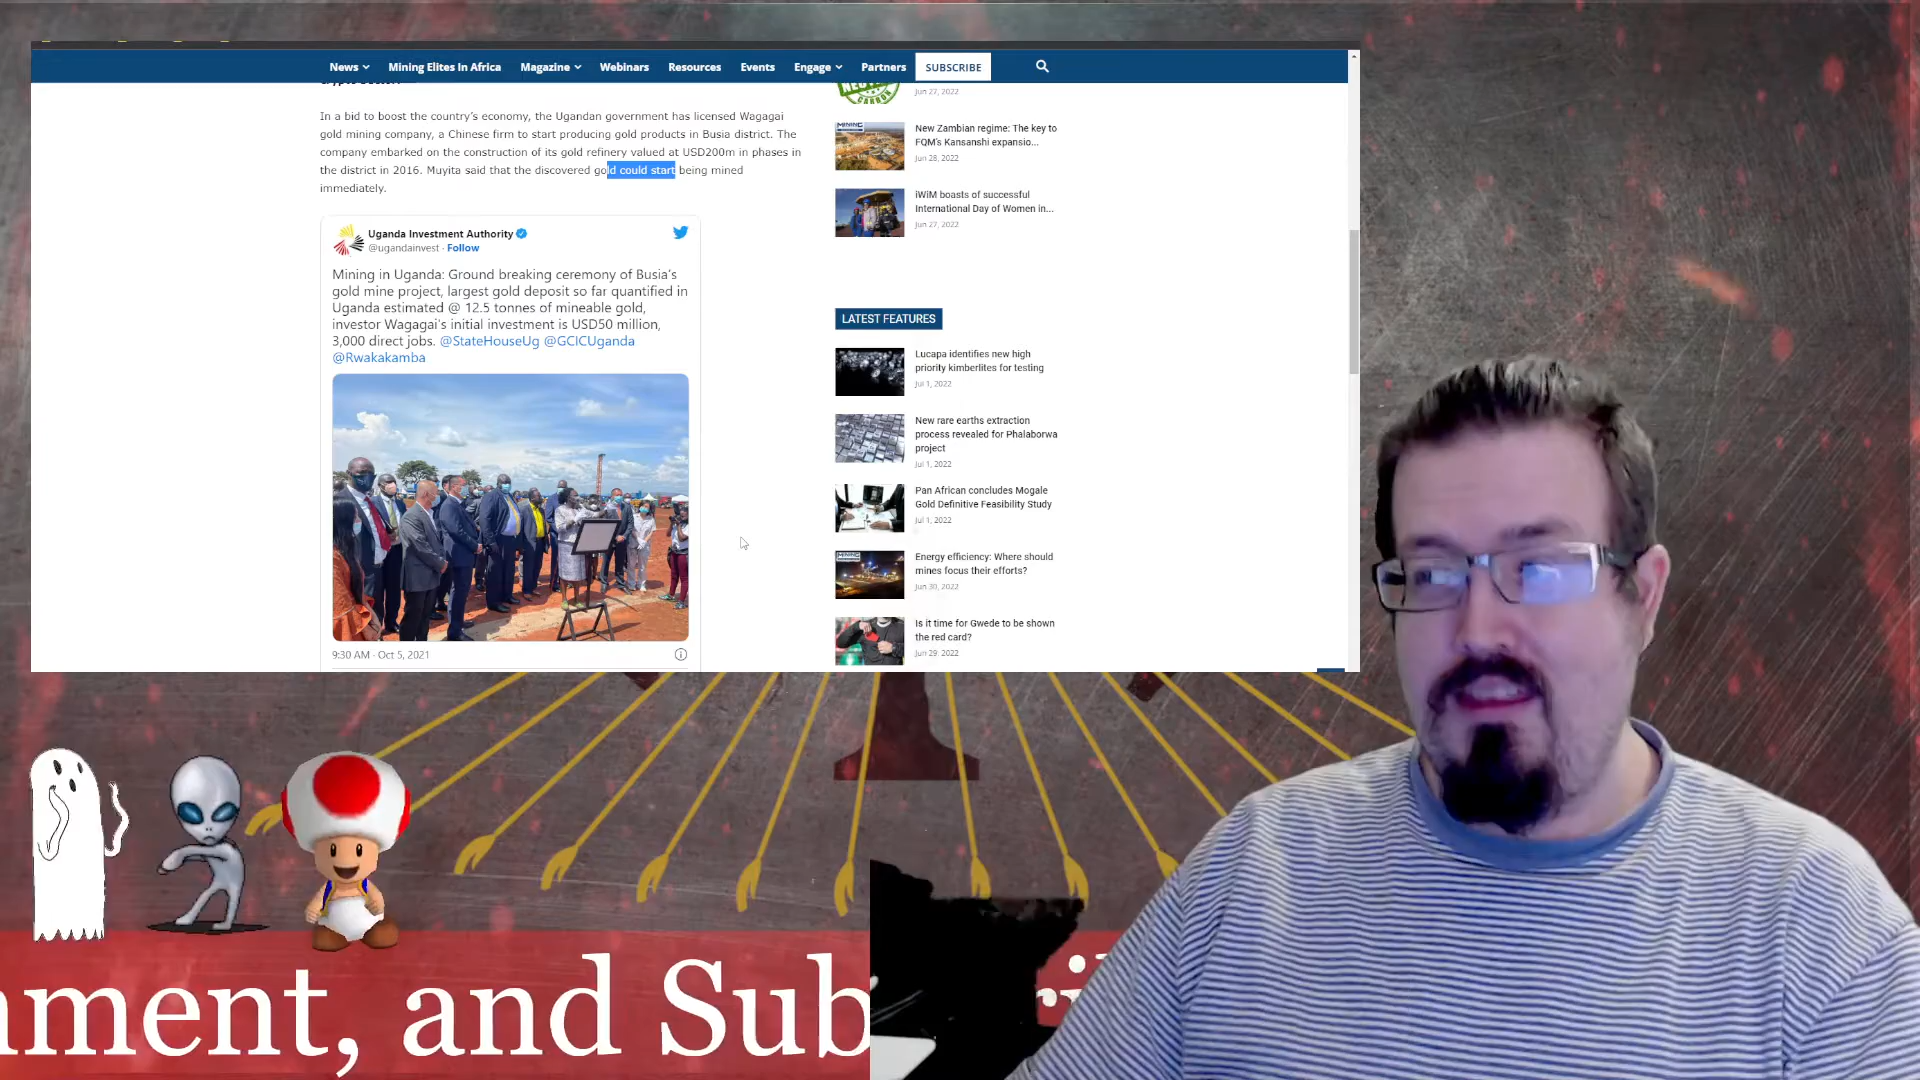 News
Mining Elites In Africa
Magazine
Webinars
Resources
Events
Engage
Partners
SUBSCRIBE
In a bid to boost the country's economy, the Ugandan government has licensed Wagagai
gold mining company, a Chinese firm to start producing gold products in Busia district. The
company embarked on the construction of its gold refinery valued at USD200m in phases in
the district in 2016. Muyita said that the discovered gold could start being mined
immediately.
Uganda Investment Authority
@ugandainvest · Follow
Mining in Uganda: Ground breaking ceremony of Busia's
gold mine project, largest gold deposit so far quantified in
Uganda estimated @ 12.5 tonnes of mineable gold,
investor Wagagai's initial investment is USD50 million,
3,000 direct jobs. @StateHouseUg @GCICUganda
@Rwakakamba
9:30 AM · Oct 5, 2021
CARBON
Jun 27, 2022
New Zambian regime: The key to
FQM's Kansanshi expansio...
Jun 28, 2022
iWiM boasts of successful
International Day of Women in...
Jun 27, 2022
LATEST FEATURES
Lucapa identifies new high
priority kimberlites for testing
Jul 1, 2022
New rare earths extraction
process revealed for Phalaborwa
project
Jul 1, 2022
Pan African concludes Mogale
Gold Definitive Feasibility Study
Jul 1, 2022
Energy efficiency: Where should
mines focus their efforts?
Jun 30, 2022
Is it time for Gwede to be shown
the red card?
Jun 29, 2022
nment, and Sub